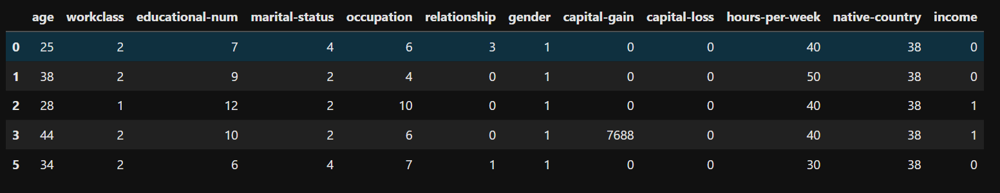 age workclass educational-num marital-status occupation relationship gender capital-gain capital-loss hours-per-week native-country income
0 25 2 7 4 6 3 1 0 0 40 38 0
1 38 2 9 2 4 0 1 0 0 50 38 0
2 28 1 12 2 10 0 1 0 0 40 38 1
3 44 2 10 2 6 0 1 7688 0 40 38 1
5 34 2 6 4 7 1 1 0 0 30 38 0